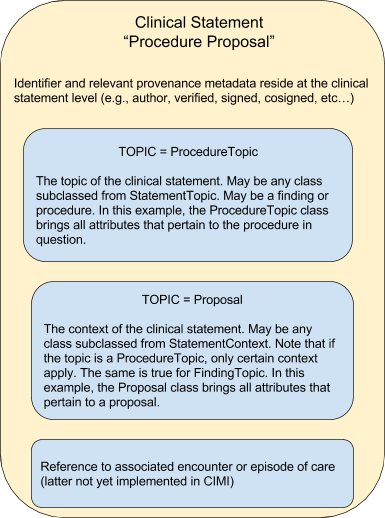 Clinical Statement
“Procedure Proposal”
Identifier and relevant provenance metadata reside at the clinical
statement level (e.g., author, verified, signed, cosigned, etc…)
TOPIC = ProcedureTopic
The topic of the clinical statement. May be any class
subclassed from StatementTopic. May be a finding or
procedure. In this example, the ProcedureTopic class
brings all attributes that pertain to the procedure in
question.
TOPIC = Proposal
The context of the clinical statement. May be any
class subclassed from StatementContext. Note that if
the topic is a ProcedureTopic, only certain context
apply. The same is true for FindingTopic. In this
example, the Proposal class brings all attributes that
pertain to a proposal.
Reference to associated encounter or episode of care
(latter not yet implemented in CIMI)